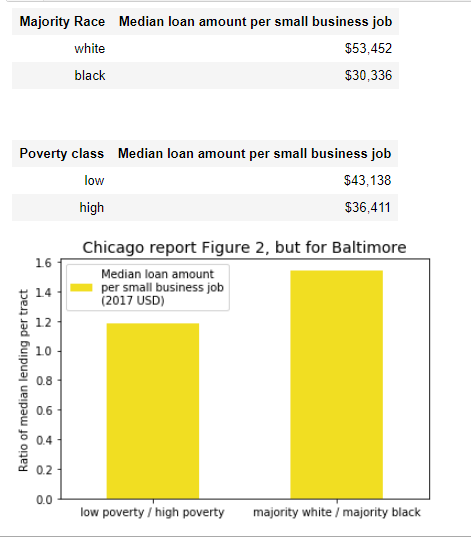 Majority Race Median loan amount per small business job
white $53,452
black $30,336
Poverty class Median loan amount per small business job
low $43,138
high $36,411
Chicago report Figure 2, but for Baltimore
Ratio of median lending per tract
1.6
1.4
1.2
1.0
0.8
0.6
0.4
0.2
0.0
Median loan amount
per small business job
(2017 USD)
low poverty / high poverty majority white / majority black